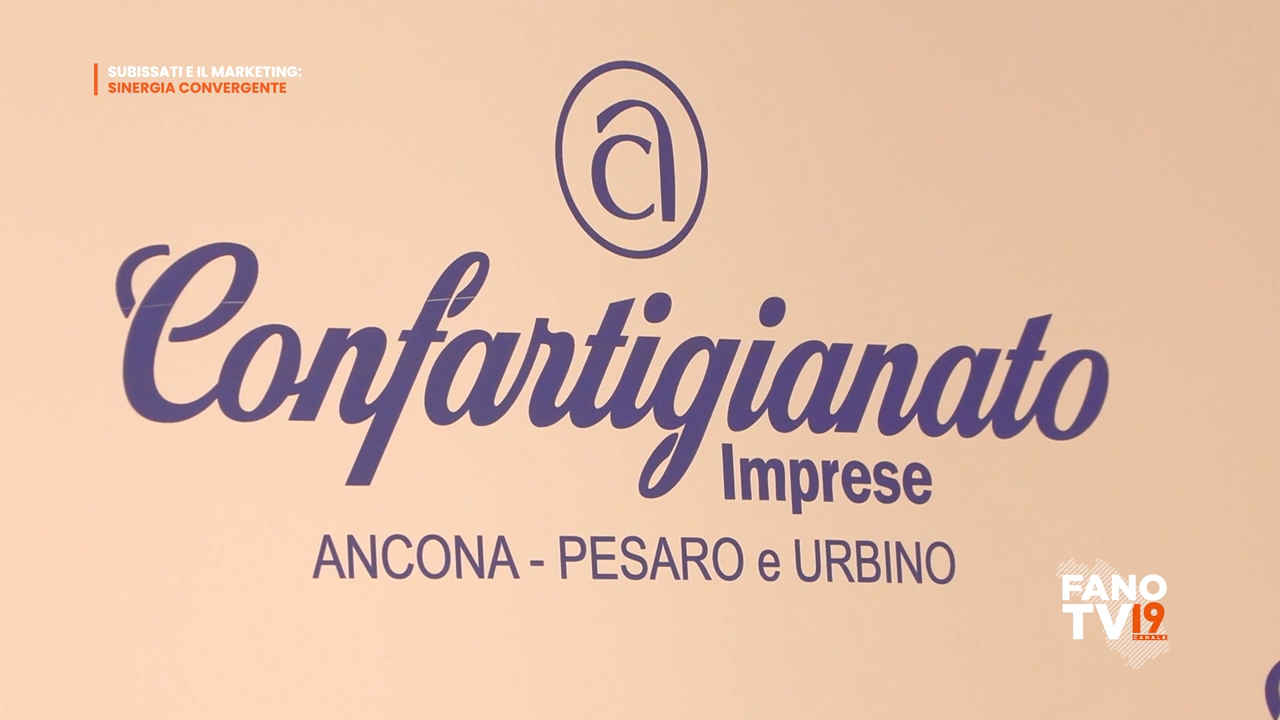 SUBISSATI E IL MARKETING:
SINERGIA CONVERGENTE
Confartigianato
Imprese
ANCONA - PESARO e URBINO
FANO
TV19
CANALE